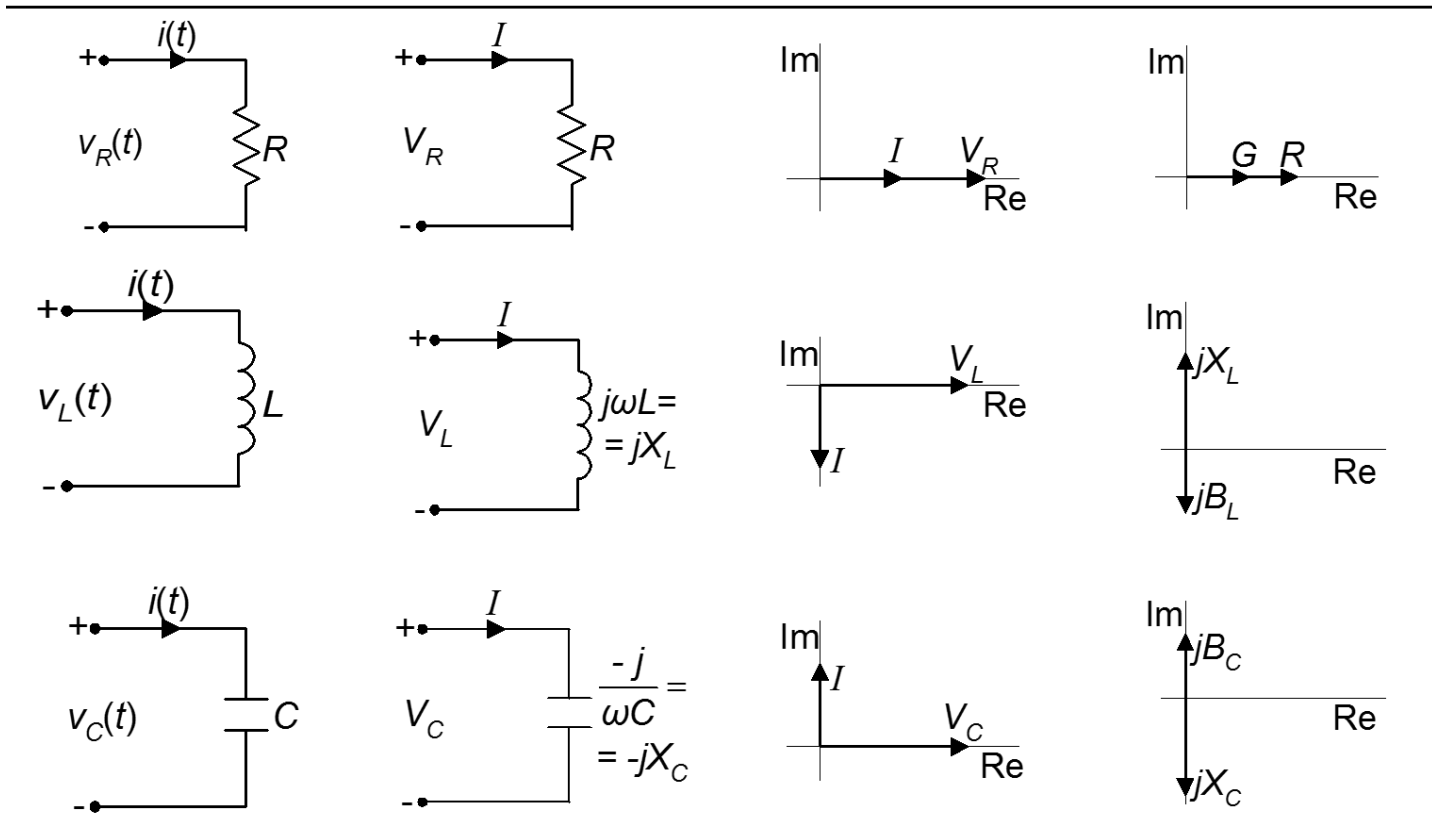 i(t)
+
v_R(t)
R
-
I
+
V_R
R
-
Im
I
V_R
Re
Im
G
R
Re
i(t)
+
v_L(t)
L
-
I
+
V_L
jωL=
= jX_L
-
Im
V_L
Re
I
Im
jX_L
Re
jB_L
i(t)
+
v_C(t)
C
-
I
+
V_C
-j
ωC
=
= -jX_C
-
Im
I
V_C
Re
Im
jB_C
Re
jX_C